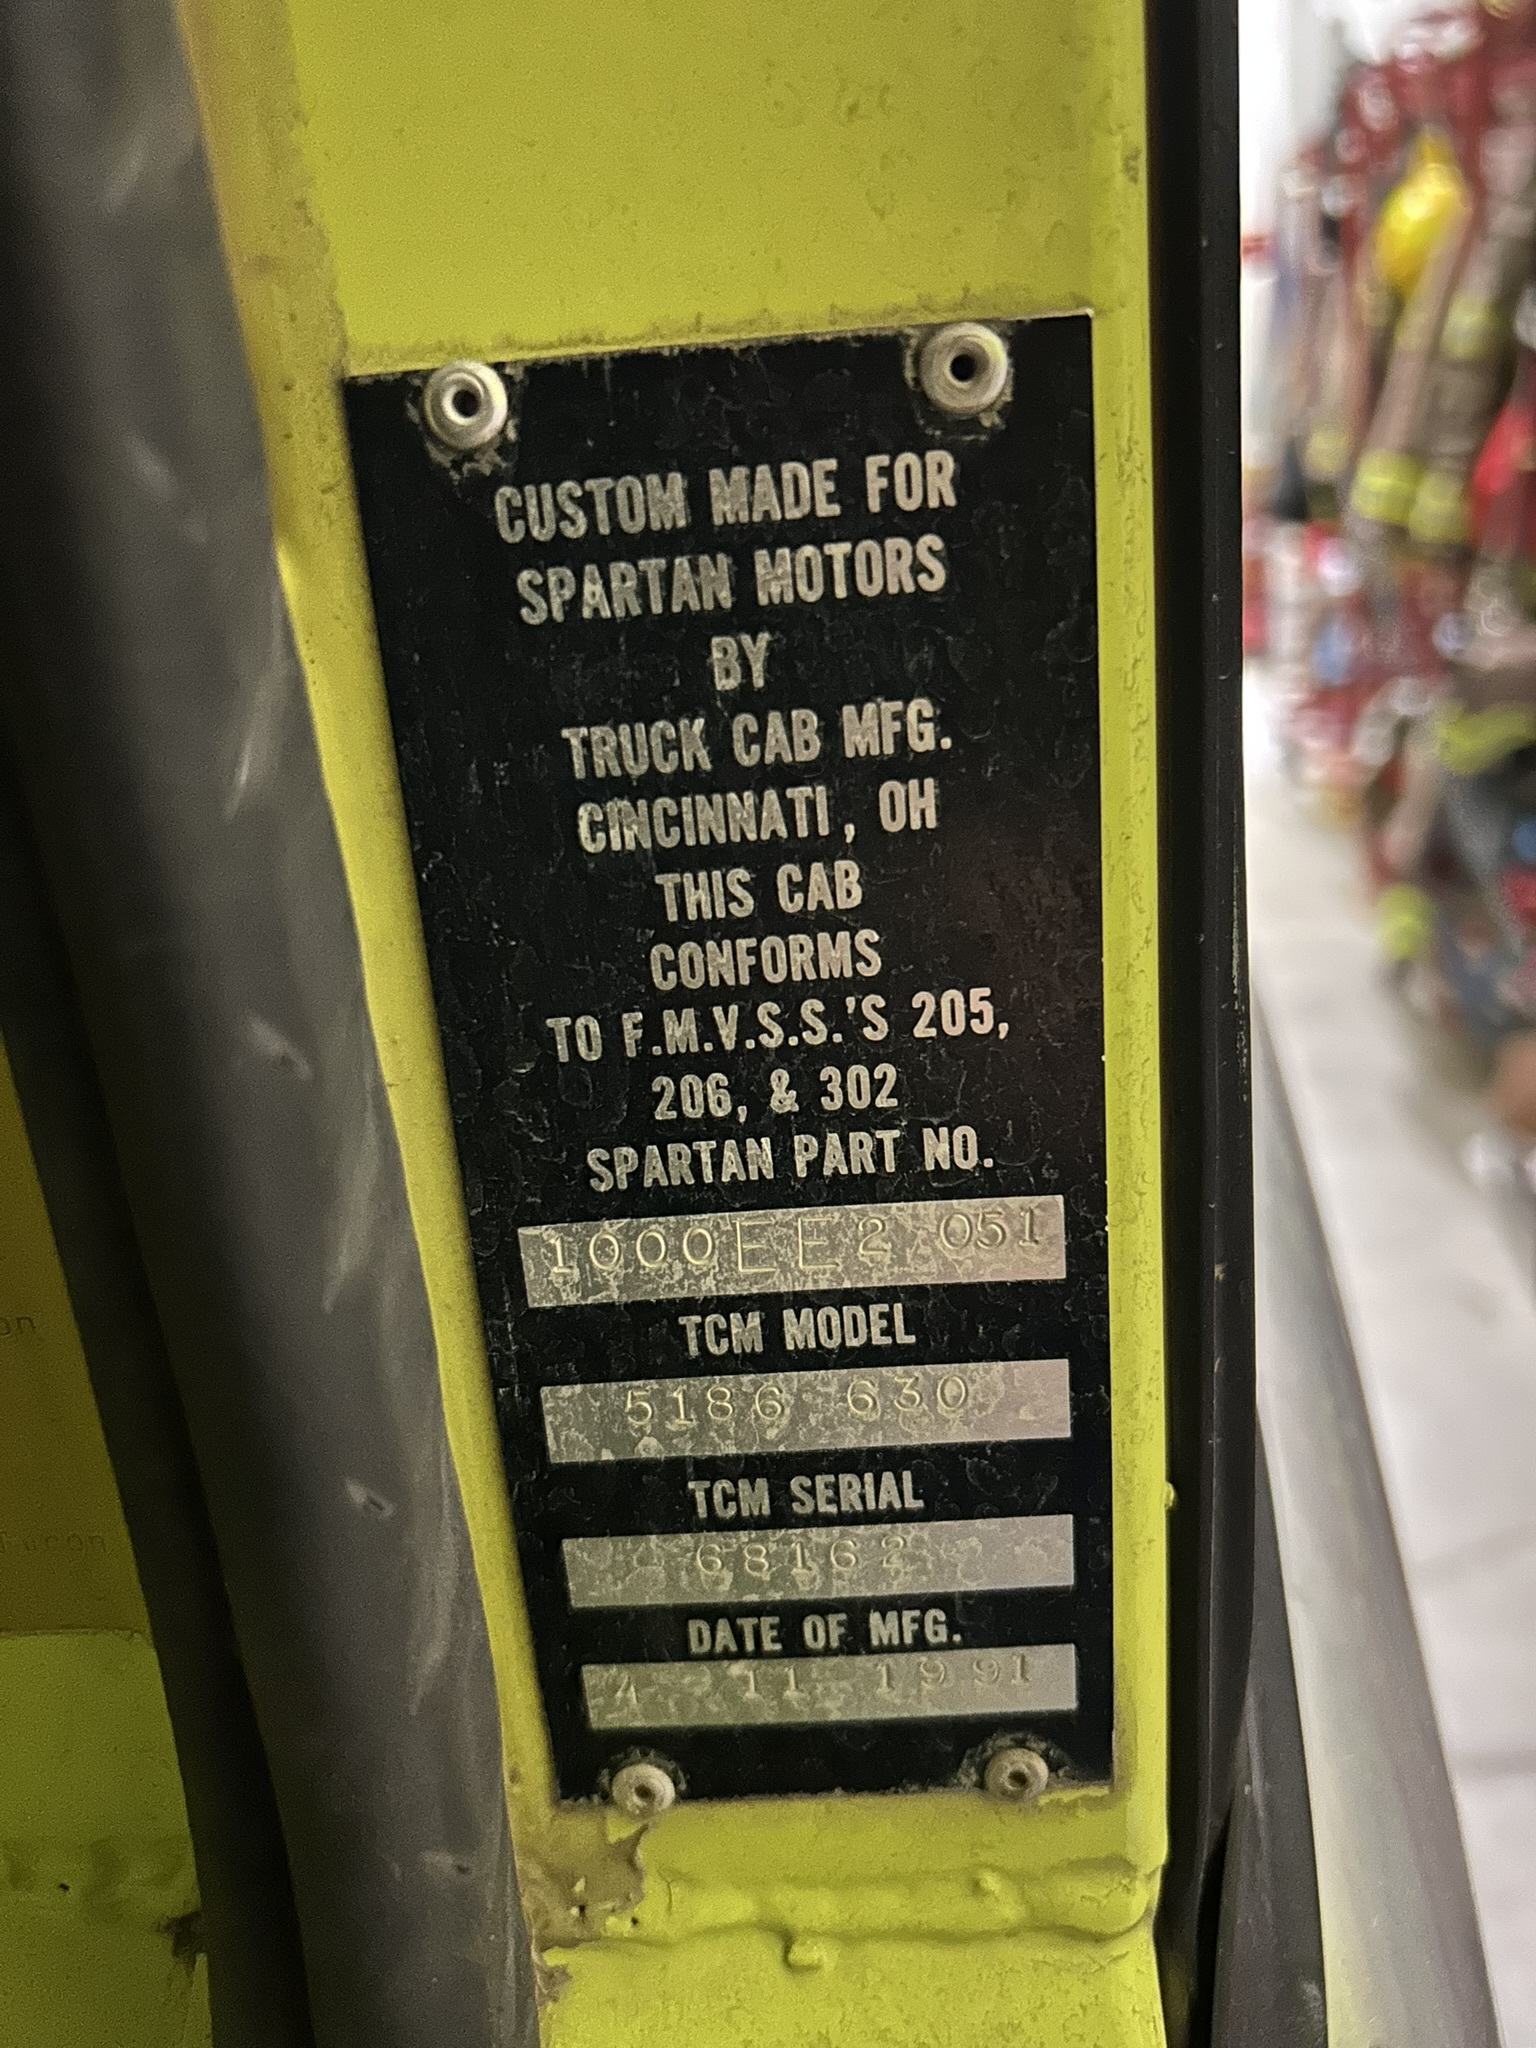 CUSTOM MADE FOR
SPARTAN MOTORS
BY
TRUCK CAB MFG.
CINCINNATI, OH
THIS CAB
CONFORMS
TO F.M.V.S.S.'S 205,
206, & 302
SPARTAN PART NO.
1000EE2 051
TCM MODEL
5186 630
TCM SERIAL
68162
DATE OF MFG.
4 11 1991